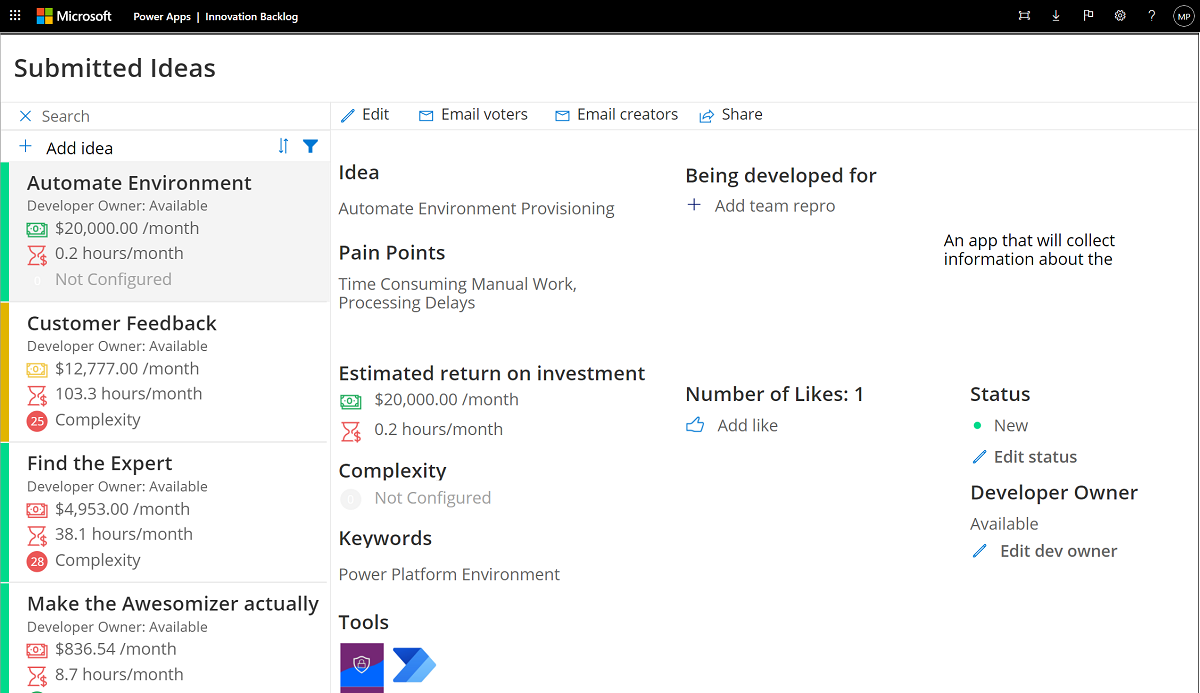 Microsoft Power Apps | Innovation Backlog
? MP
Submitted Ideas
Search
Add idea
Automate Environment
Developer Owner: Available
$20,000.00 /month
0.2 hours/month
0 Not Configured
Customer Feedback
Developer Owner: Available
$12,777.00 /month
103.3 hours/month
25 Complexity
Find the Expert
Developer Owner: Available
$4,953.00 /month
38.1 hours/month
28 Complexity
Make the Awesomizer actually
Developer Owner: Available
$836.54 /month
8.7 hours/month
Edit Email voters Email creators Share
Idea
Automate Environment Provisioning
Pain Points
Time Consuming Manual Work,
Processing Delays
Estimated return on investment
$20,000.00 /month
0.2 hours/month
Complexity
0 Not Configured
Keywords
Power Platform Environment
Tools
Being developed for
Add team repro
An app that will collect
information about the
Number of Likes: 1
Add like
Status
New
Edit status
Developer Owner
Available
Edit dev owner